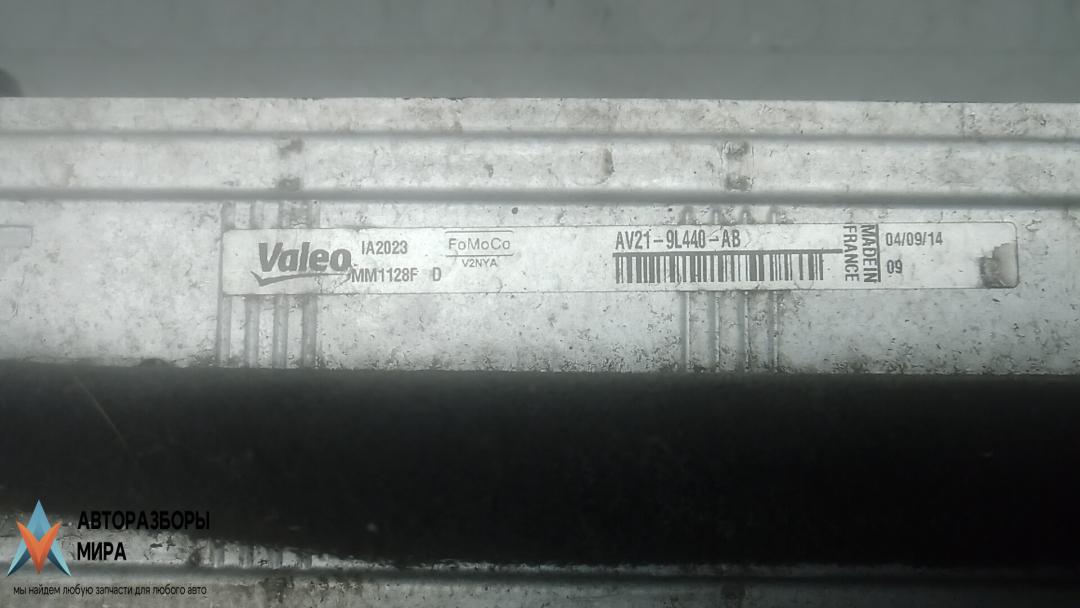 Valeo
IA2023
MM1128F D
FoMoCo
V2NYA
AV21-9L440-AB
MADE IN
FRANCE
04/09/14
09
АВТОРАЗБОРЫ
МИРА
мы найдем любую запчасти для любого авто